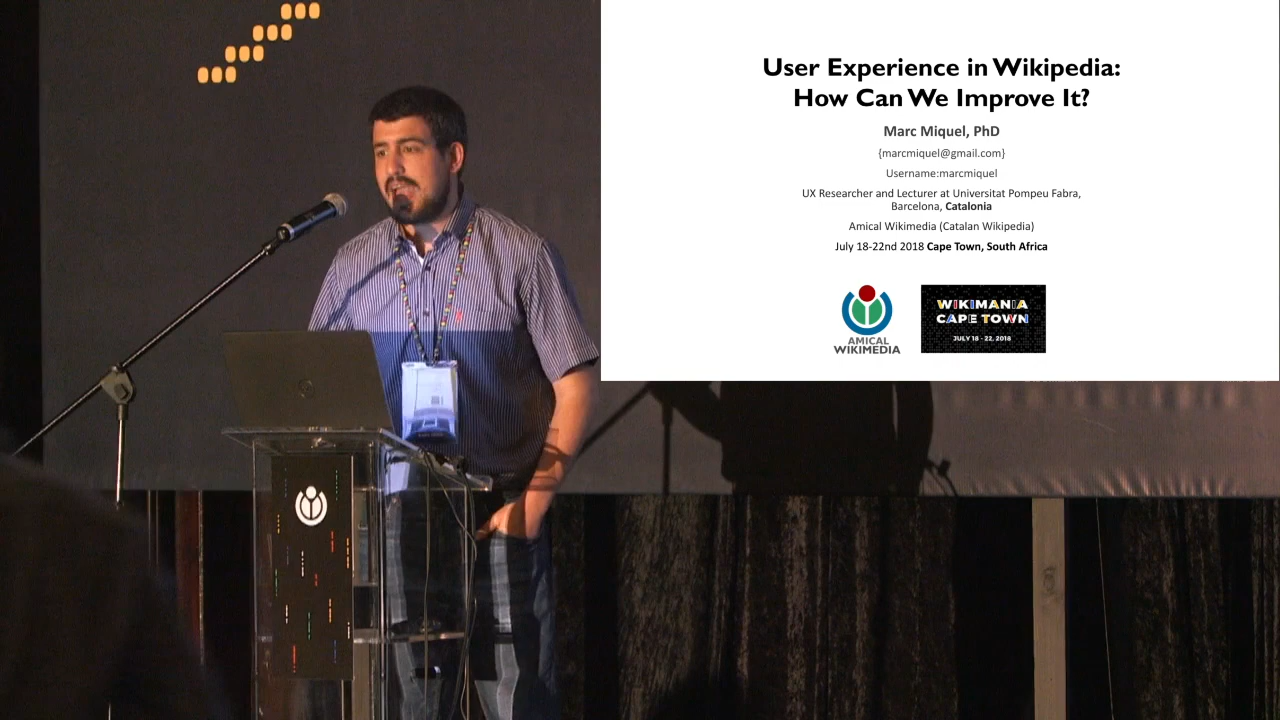 User Experience in Wikipedia:
How Can We Improve It?
Marc Miquel, PhD
{marcmiquel@gmail.com}
Username:marcmiquel
UX Researcher and Lecturer at Universitat Pompeu Fabra,
Barcelona, Catalonia
Amical Wikimedia (Catalan Wikipedia)
July 18-22nd 2018 Cape Town, South Africa
AMICAL
WIKIMEDIA
WIKIMANIA
CAPE TOWN
JULY 18 - 22, 2018